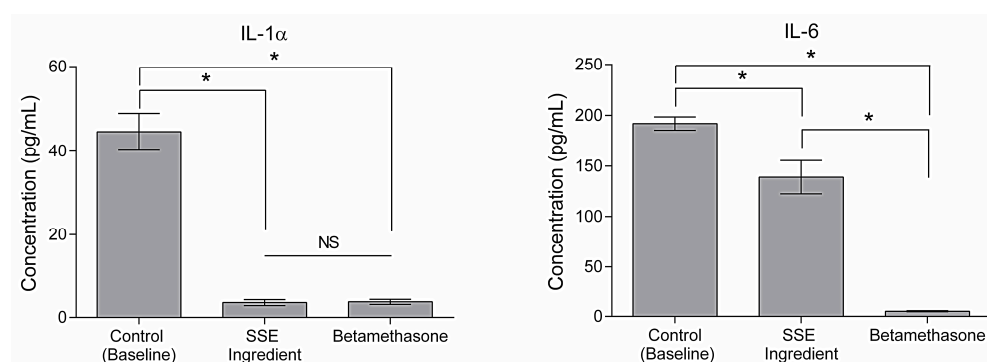 IL-1α
Concentration (pg/mL)
60
40
20
0
*
*
NS
Control
(Baseline)
SSE
Ingredient
Betamethasone
IL-6
Concentration (pg/mL)
250
200
150
100
50
0
*
*
*
Control
(Baseline)
SSE
Ingredient
Betamethasone